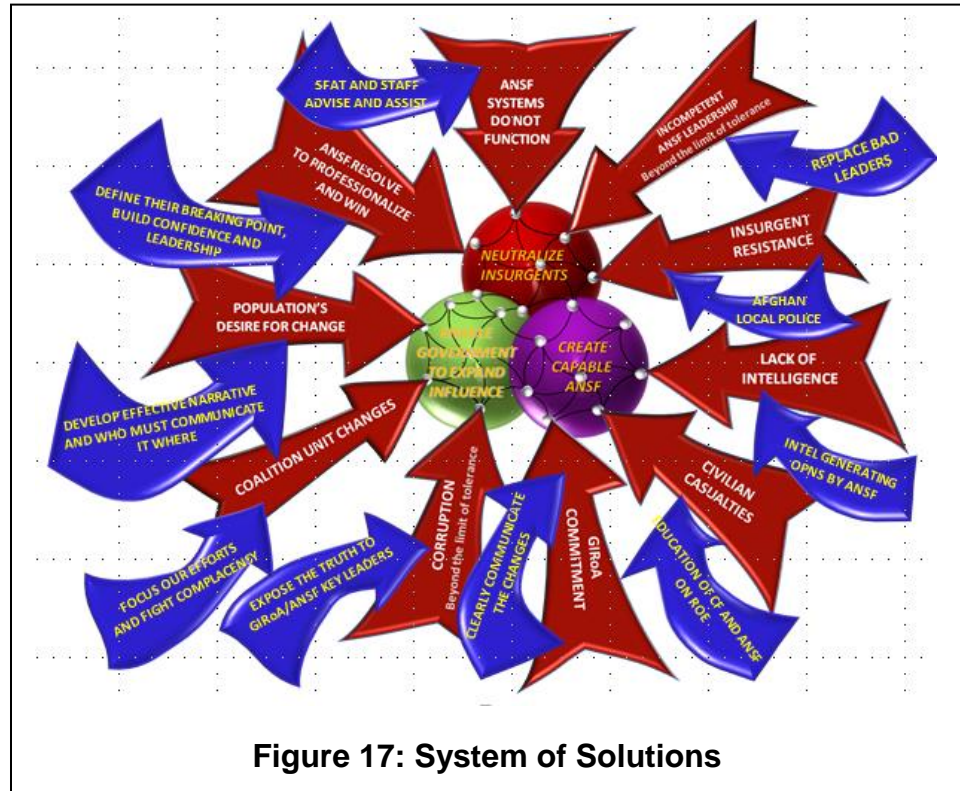 SFAT AND STAFF
ADVISE AND ASSIST
ANSF
SYSTEMS
DO NOT
FUNCTION
INCOMPETENT
ANSF LEADERSHIP
Beyond the limit of tolerance
REPLACE BAD
LEADERS
ANSF RESOLVE
TO PROFESSIONALIZE
AND WIN
DEFINE THEIR BREAKING POINT,
BUILD CONFIDENCE AND
LEADERSHIP
INSURGENT
RESISTANCE
NEUTRALIZE
INSURGENTS
AFGHAN
LOCAL POLICE
POPULATION'S
DESIRE FOR CHANGE
GOVERNMENT
TO EXPAND
INFLUENCE
CREATE
CAPABLE
ANSF
LACK OF
INTELLIGENCE
DEVELOP EFFECTIVE NARRATIVE
AND WHO MUST COMMUNICATE
IT WHERE
COALITION UNIT CHANGES
INTEL GENERATING
OPNS BY ANSF
CIVILIAN
CASUALTIES
FOCUS OUR EFFORTS
AND FIGHT COMPLACENSY
EXPOSE THE TRUTH TO
GIRoA/ANSF KEY LEADERS
CORRUPTION
Beyond the limit of tolerance
CLEARLY COMMUNICATE
THE CHANGES
GIRoA
COMMITMENT
EDUCATION OF CF AND ANSF
ON ROE
Figure 17: System of Solutions